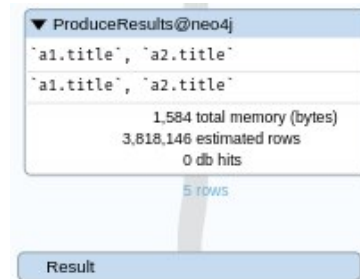 ProduceResults@neo4j
`a1.title`, `a2.title`
`a1.title`, `a2.title`
1,584 total memory (bytes)
3,818,146 estimated rows
0 db hits
5 rows
Result